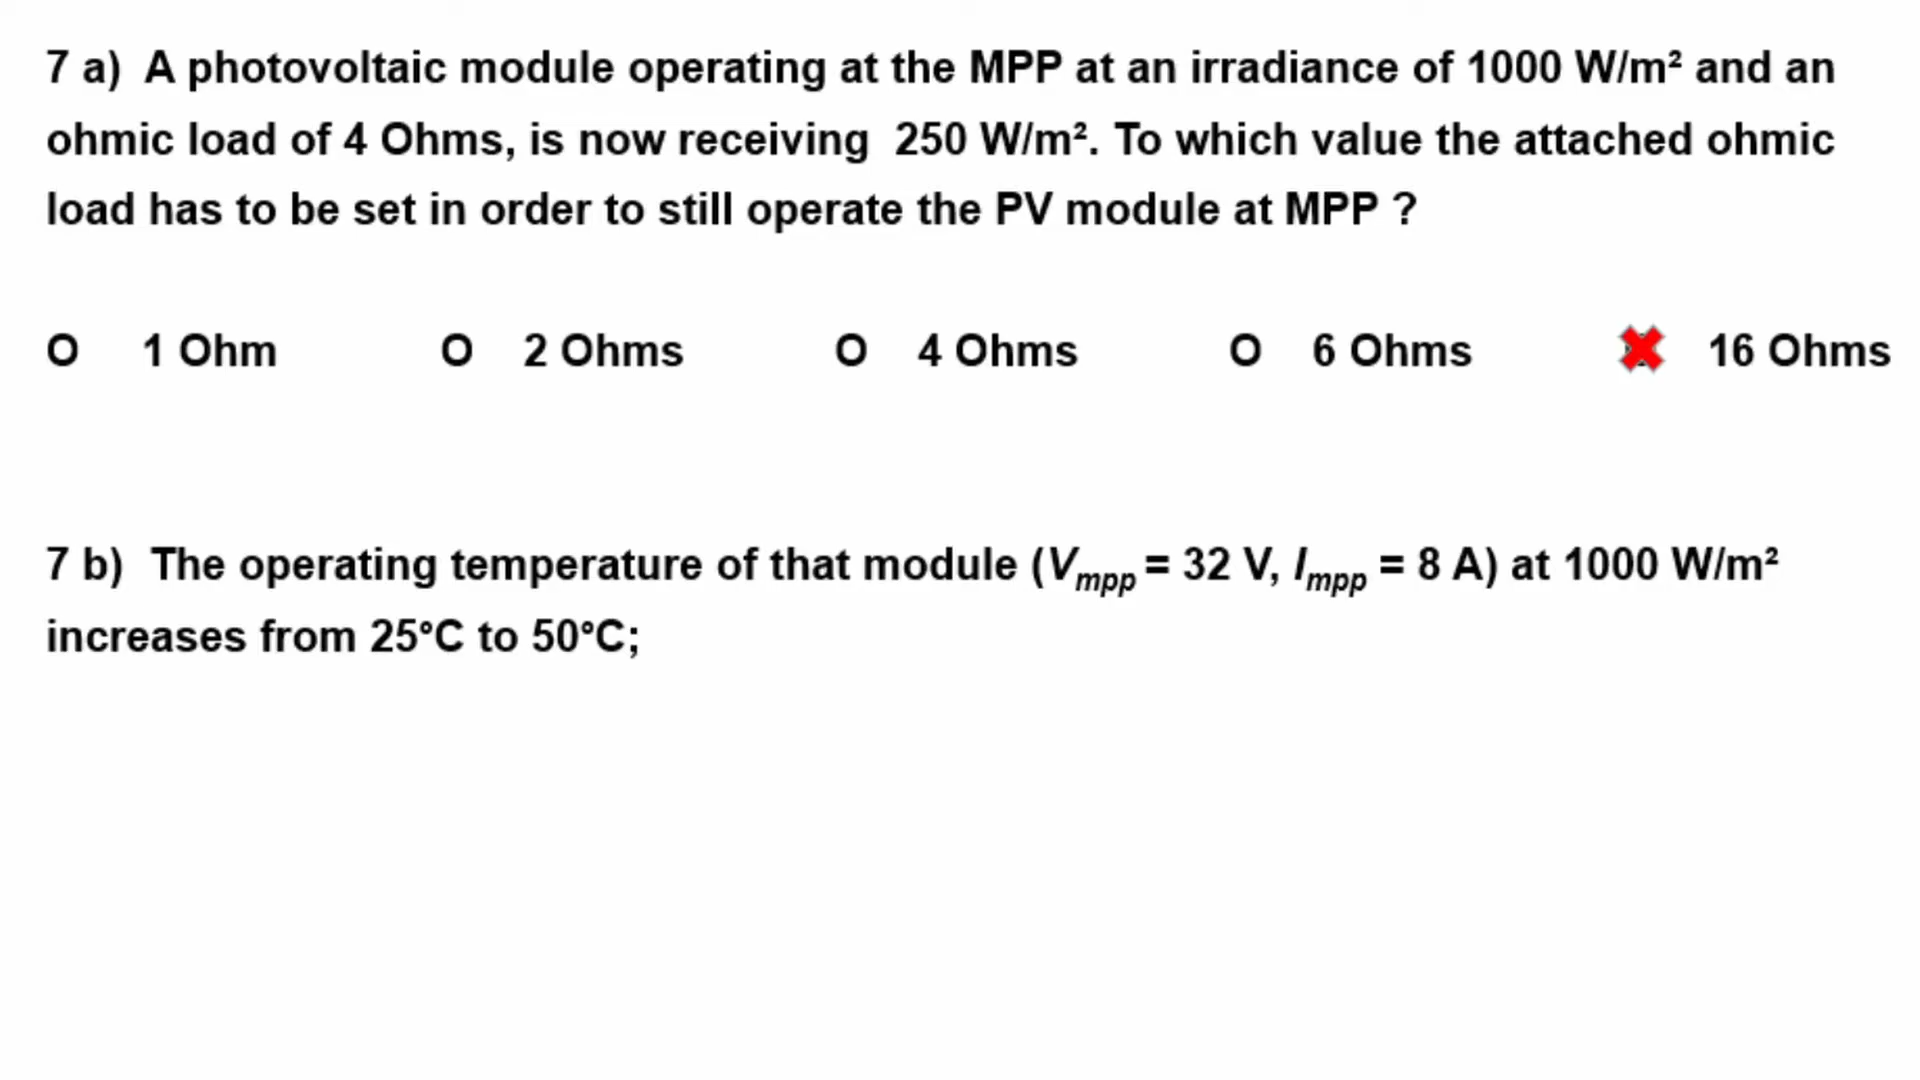 7 a) A photovoltaic module operating at the MPP at an irradiance of 1000 W/m² and an
ohmic load of 4 Ohms, is now receiving 250 W/m². To which value the attached ohmic
load has to be set in order to still operate the PV module at MPP ?
O 1 Ohm O 2 Ohms O 4 Ohms O 6 Ohms ✖ 16 Ohms
7 b) The operating temperature of that module (Vmpp = 32 V, Impp = 8 A) at 1000 W/m²
increases from 25°C to 50°C;